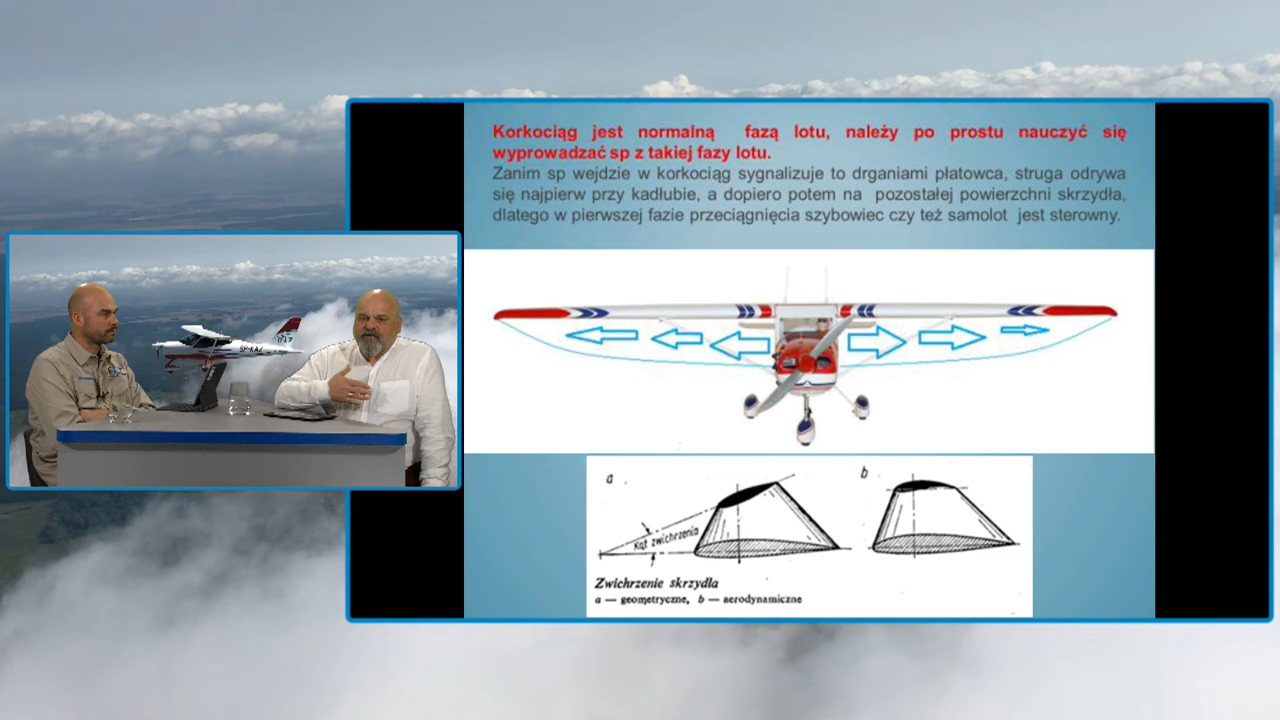 Korkociąg jest normalną fazą lotu, należy po prostu nauczyć się
wyprowadzać sp z takiej fazy lotu.
Zanim sp wejdzie w korkociąg sygnalizuje to drganiami płatowca, struga odrywa
się najpierw przy kadłubie, a dopiero potem na pozostałej powierzchni skrzydła,
dlatego w pierwszej fazie przeciągnięcia szybowiec czy też samolot jest sterowny.
SP-KAZ
a
b
Kąt zwichrzenia
Zwichrzenie skrzydła
a — geometryczne, b — aerodynamiczne